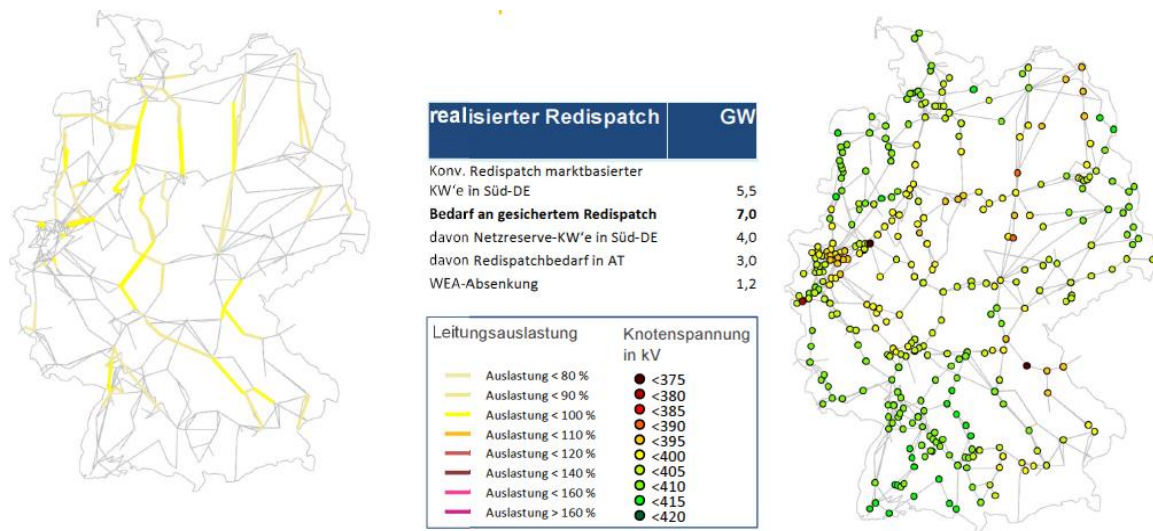 realisierter Redispatch GW
Konv. Redispatch marktbasierter
KW‘e in Süd-DE 5,5
Bedarf an gesichertem Redispatch 7,0
davon Netzreserve-KW‘e in Süd-DE 4,0
davon Redispatchbedarf in AT 3,0
WEA-Absenkung 1,2
Leitungsauslastung
Auslastung < 80 %
Auslastung < 90 %
Auslastung < 100 %
Auslastung < 110 %
Auslastung < 120 %
Auslastung < 140 %
Auslastung < 160 %
Auslastung > 160 %
Knotenspannung
in kV
<375
<380
<385
<390
<395
<400
<405
<410
<415
<420